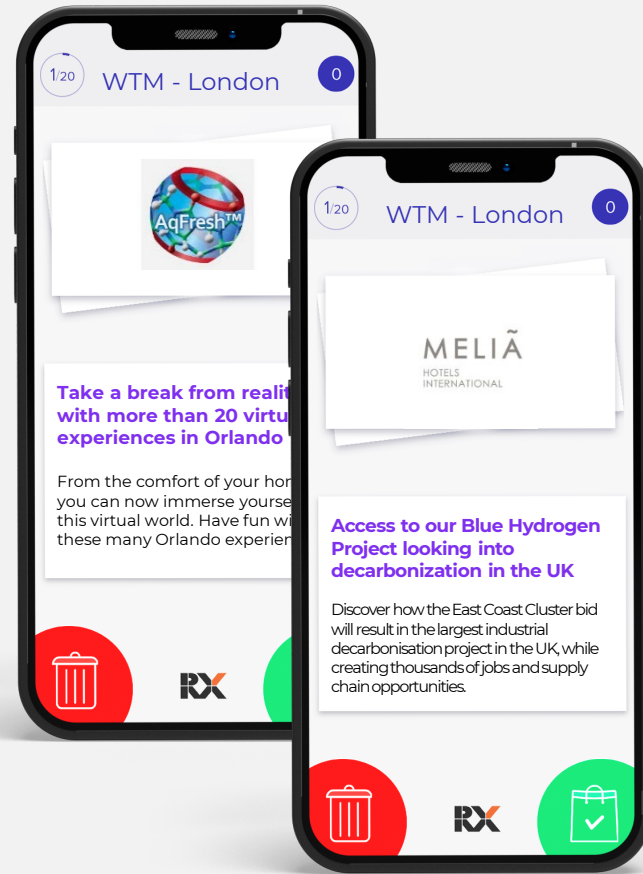 1/20
WTM - London
0
AqFresh™
Take a break from realit
with more than 20 virtu
experiences in Orlando
From the comfort of your hon
you can now immerse yourse
this virtual world. Have fun wi
these many Orlando experien
RX
1/20
WTM - London
0
MELIÃ
HOTELS
INTERNATIONAL
Access to our Blue Hydrogen
Project looking into
decarbonization in the UK
Discover how the East Coast Cluster bid
will result in the largest industrial
decarbonisation project in the UK, while
creating thousands of jobs and supply
chain opportunities.
RX